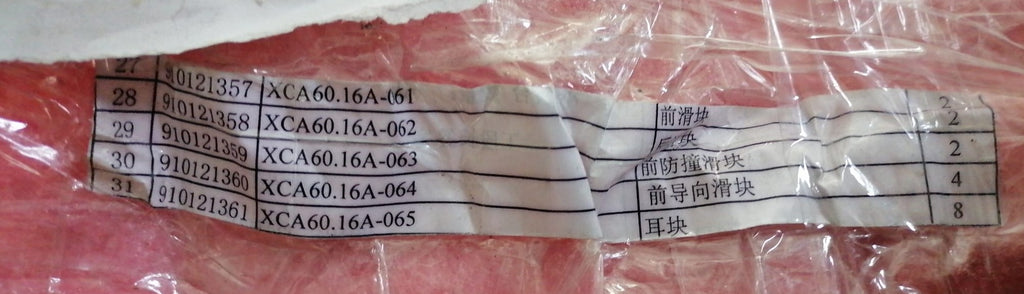 27 910121357 XCA60.16A-061 前滑块 2
28 910121358 XCA60.16A-062 块 2
29 910121359 XCA60.16A-063 前防撞滑块 2
30 910121360 XCA60.16A-064 前导向滑块 4
31 910121361 XCA60.16A-065 耳块 8